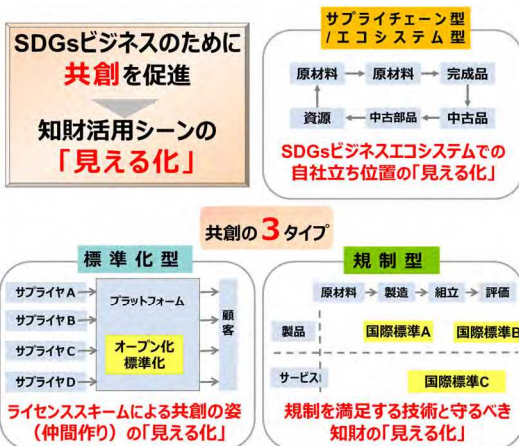 SDGsビジネスのために
共創を促進
知財活用シーンの
「見える化」
サプライチェーン型
/エコシステム型
原材料 原材料 完成品
資源 中古部品 中古品
SDGsビジネスエコシステムでの
自社立ち位置の「見える化」
共創の3タイプ
標準化型
サプライヤA
サプライヤB
サプライヤC
サプライヤD
プラットフォーム
オープン化
標準化
顧客
ライセンススキームによる共創の姿
(仲間作り)の「見える化」
規制型
原材料 製造 組立 評価
製品
国際標準A 国際標準B
サービス
国際標準C
規制を満足する技術と守るべき
知財の「見える化」